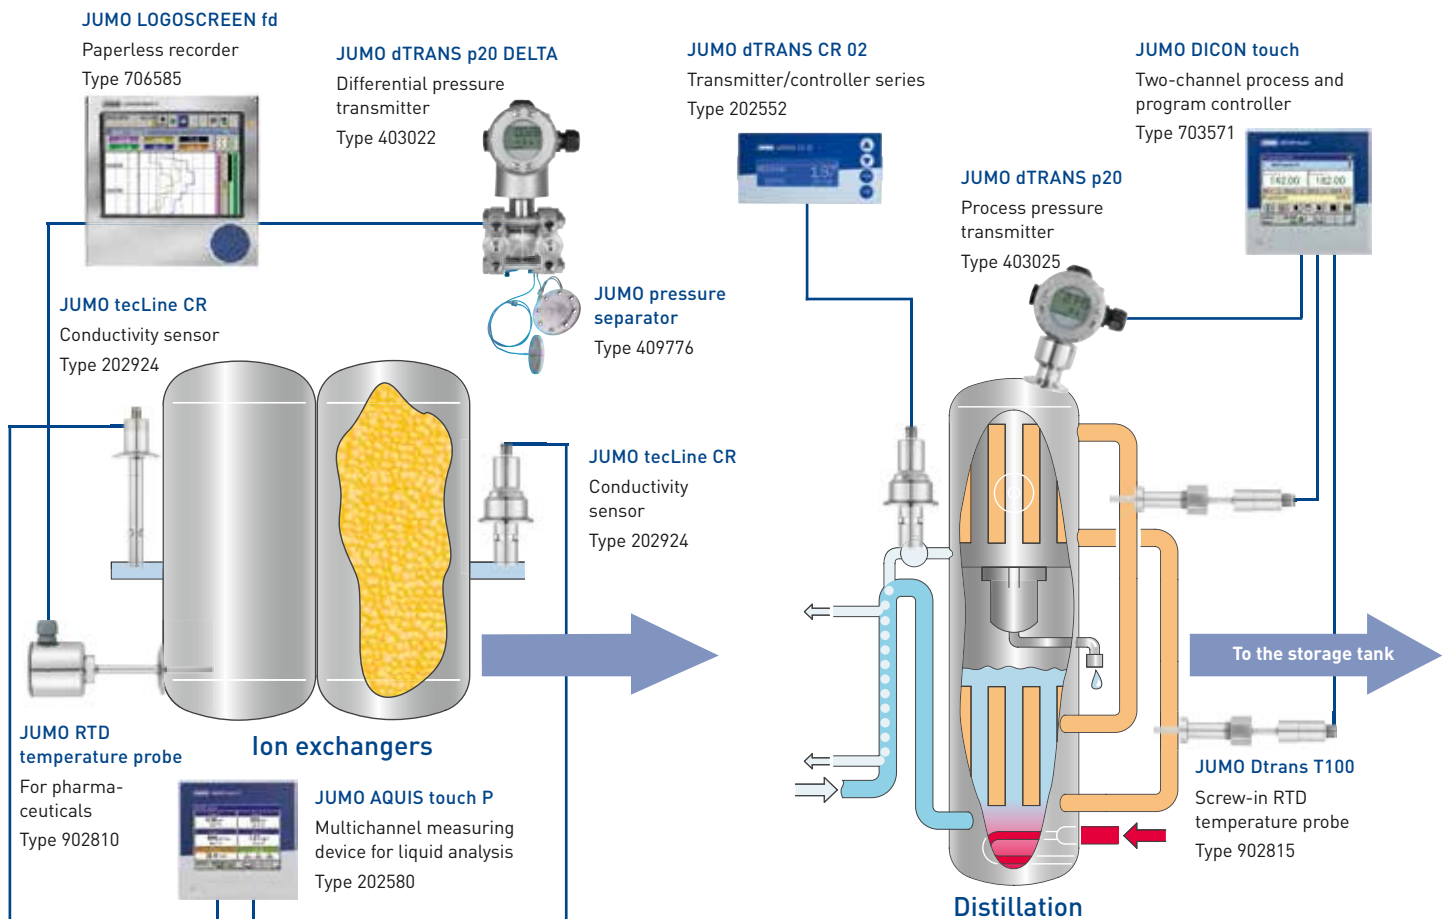 JUMO LOGOSCREEN fd
Paperless recorder
Type 706585
JUMO dTRANS p20 DELTA
Differential pressure
transmitter
Type 403022
JUMO dTRANS CR 02
Transmitter/controller series
Type 202552
JUMO DICON touch
Two-channel process and
program controller
Type 703571
JUMO dTRANS p20
Process pressure
transmitter
Type 403025
JUMO tecLine CR
Conductivity sensor
Type 202924
JUMO pressure
separator
Type 409776
JUMO tecLine CR
Conductivity
sensor
Type 202924
To the storage tank
JUMO RTD
temperature probe
For pharma-
ceuticals
Type 902810
Ion exchangers
JUMO AQUIS touch P
Multichannel measuring
device for liquid analysis
Type 202580
JUMO Dtrans T100
Screw-in RTD
temperature probe
Type 902815
Distillation